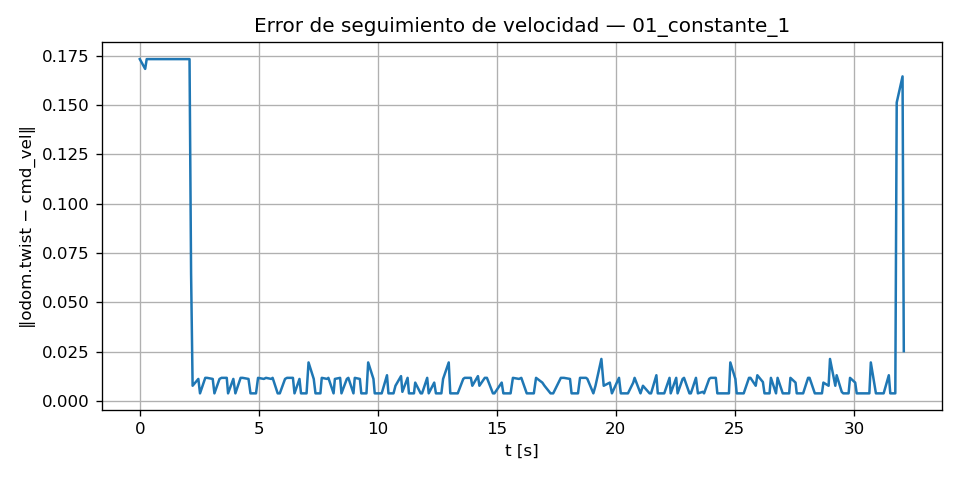 Error de seguimiento de velocidad — 01_constante_1
‖odom.twist − cmd_vel‖
0.175
0.150
0.125
0.100
0.075
0.050
0.025
0.000
0 5 10 15 20 25 30
t [s]